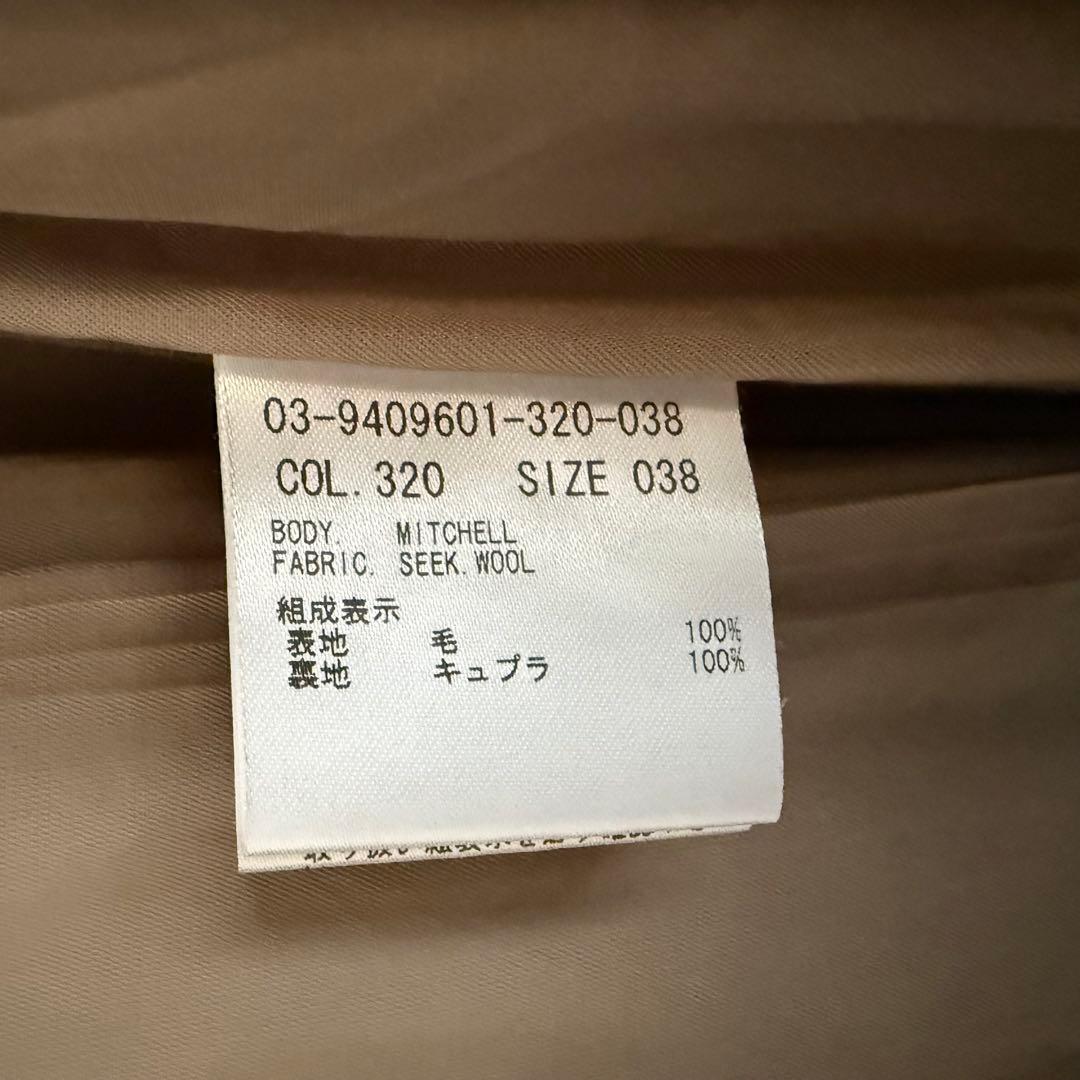 03-9409601-320-038
COL.320 SIZE 038
BODY. MITCHELL
FABRIC. SEEK.WOOL
組成表示
表地 毛 100%
裏地 キュプラ 100%